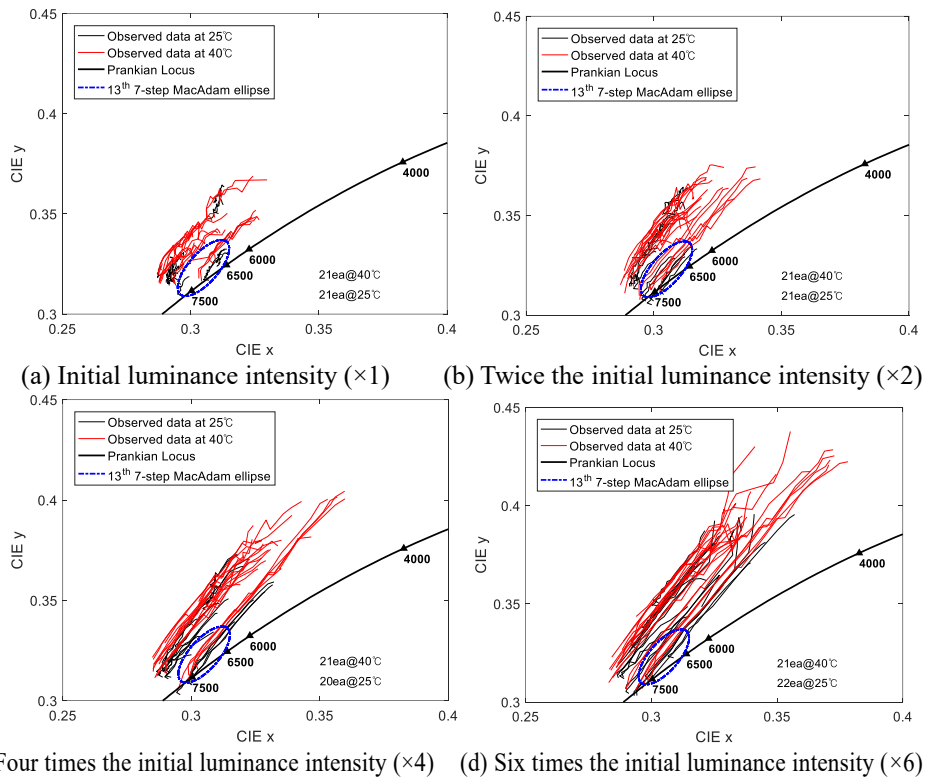 0.45
0.4
0.35
0.3
CIE y
Observed data at 25℃
Observed data at 40℃
Prankian Locus
13th 7-step MacAdam ellipse
4000
6000
6500
7500
21ea@40℃
21ea@25℃
0.25
0.3
0.35
0.4
CIE x
(a) Initial luminance intensity (×1)
0.45
0.4
0.35
0.3
CIE y
Observed data at 25℃
Observed data at 40℃
Prankian Locus
13th 7-step MacAdam ellipse
4000
6000
6500
7500
21ea@40℃
21ea@25℃
0.25
0.3
0.35
0.4
CIE x
(b) Twice the initial luminance intensity (×2)
0.45
0.4
0.35
0.3
CIE y
Observed data at 25℃
Observed data at 40℃
Prankian Locus
13th 7-step MacAdam ellipse
4000
6000
6500
7500
21ea@40℃
20ea@25℃
0.25
0.3
0.35
0.4
CIE x
Four times the initial luminance intensity (×4)
0.45
0.4
0.35
0.3
CIE y
Observed data at 25℃
Observed data at 40℃
Prankian Locus
13th 7-step MacAdam ellipse
4000
6000
6500
7500
21ea@40℃
22ea@25℃
0.25
0.3
0.35
0.4
CIE x
(d) Six times the initial luminance intensity (×6)